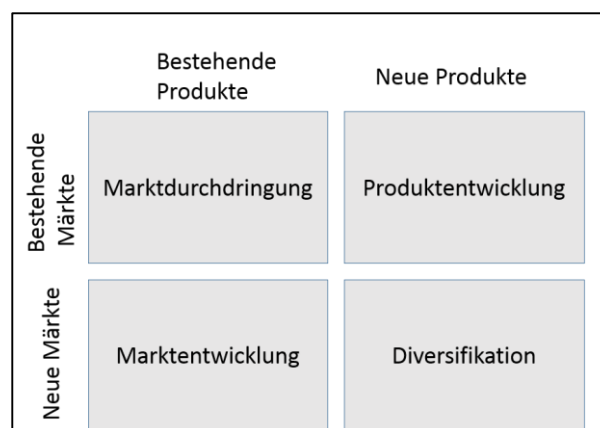 Bestehende
Produkte
Neue Produkte
Bestehende
Märkte
Marktdurchdringung
Produktentwicklung
Neue Märkte
Marktentwicklung
Diversifikation